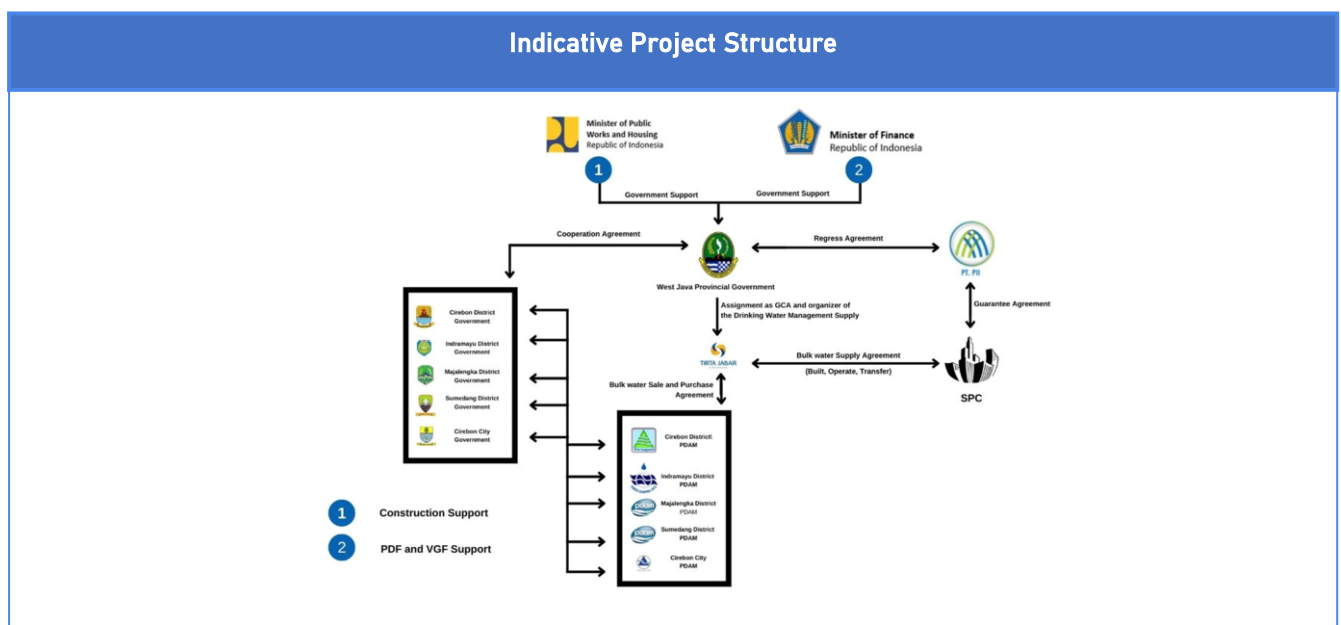 Indicative Project Structure
Minister of Public
Works and Housing
Republic of Indonesia
Minister of Finance
Republic of Indonesia
1
2
Government Support
Government Support
Cooperation Agreement
Regress Agreement
PT. PII
West Java Provincial Government
Assignment as GCA and organizer of
the Drinking Water Management Supply
Guarantee Agreement
Cirebon District
Government
Indramayu District
Government
Majalengka District
Government
Sumedang District
Government
Cirebon City
Government
TIRTA JABAR
Bulk water Supply Agreement
(Built, Operate, Transfer)
SPC
Bulk water Sale and Purchase
Agreement
Cirebon District\
PDAM
Indramayu District
PDAM
pdam
Majalengka District
PDAM
pdam
Sumedang District
PDAM
Cirebon City
PDAM
1
Construction Support
2
PDF and VGF Support